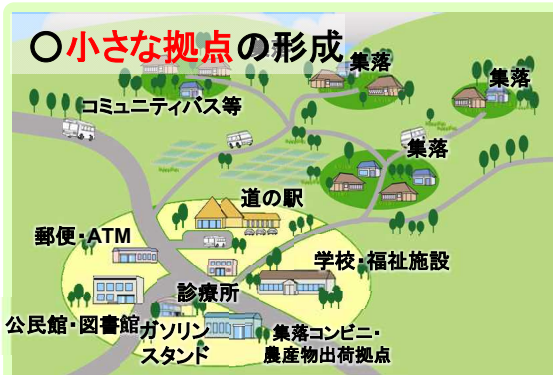 〇小さな拠点の形成
集落
集落
コミュニティバス等
集落
道の駅
郵便・ATM
学校・福祉施設
診療所
公民館・図書館
ガソリン
スタンド
集落コンビニ・
農産物出荷拠点